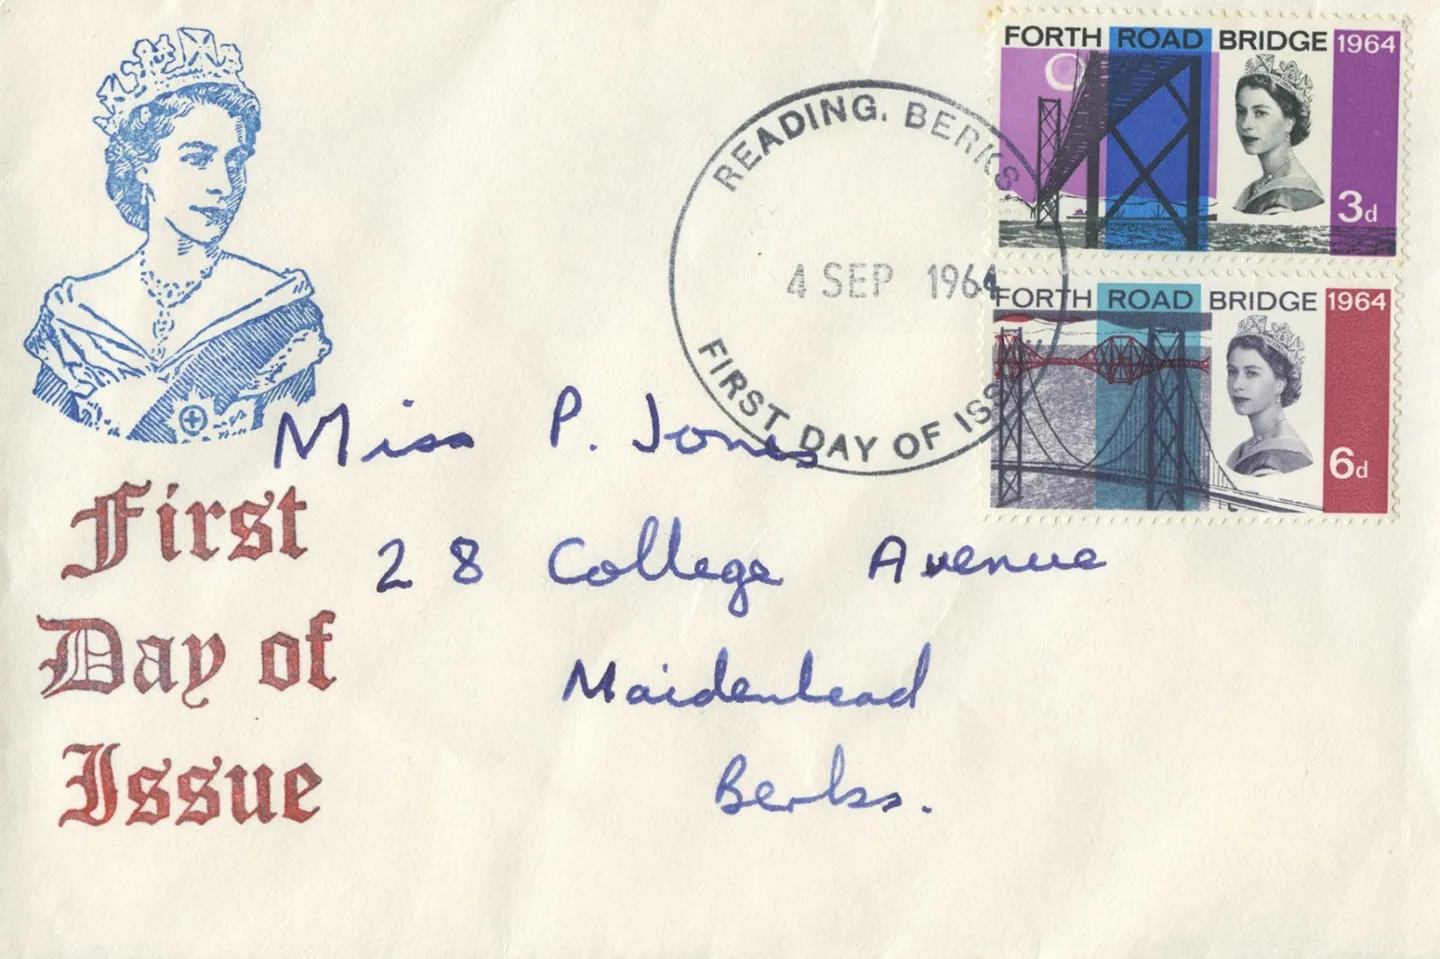 FORTH ROAD BRIDGE 1964
3d
READING, BERKS.
4 SEP 1964
FIRST DAY OF ISSUE
FORTH ROAD BRIDGE 1964
6d
First
Day of
Issue
Miss P. Jones
28 College Avenue
Maidenhead
Berks.